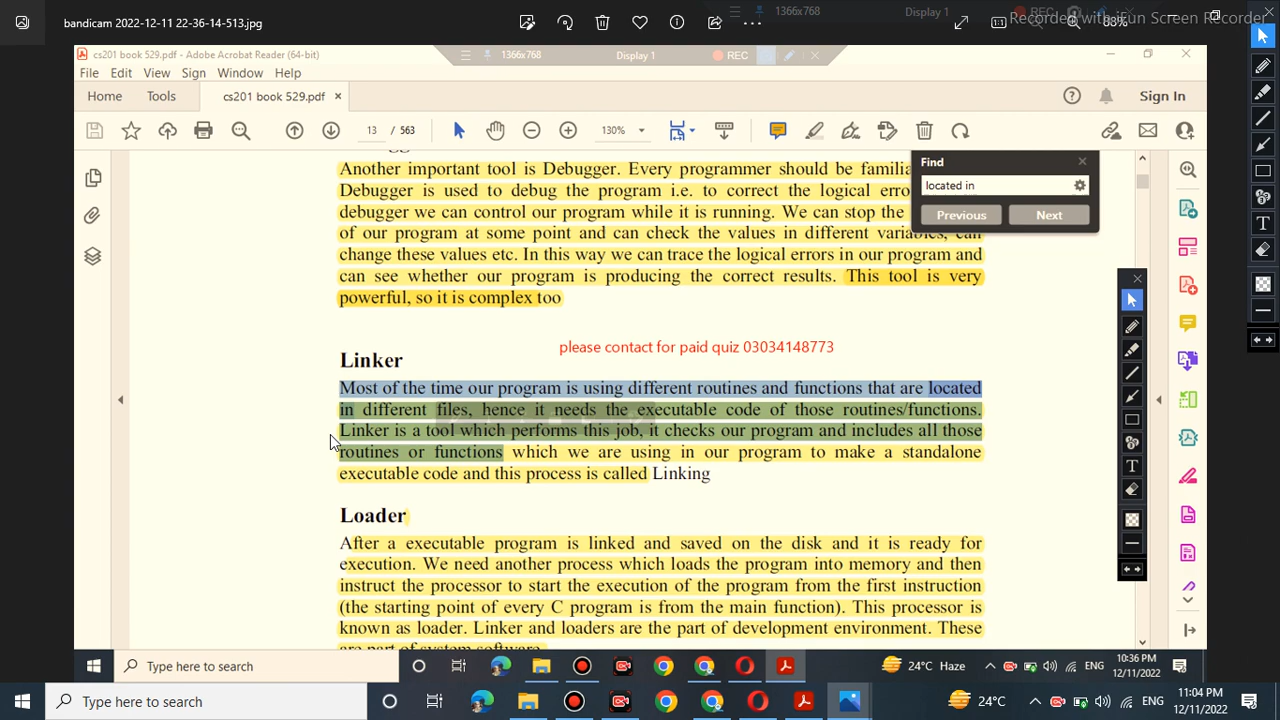 bandicam 2022-12-11 22-36-14-513.jpg
1366x768
Display 1
88%
cs201 book 529.pdf - Adobe Acrobat Reader (64-bit)
1366x768
Display 1
REC
File Edit View Sign Window Help
Home Tools cs201 book 529.pdf
Sign In
13 / 563
130%
Find
located in
Previous Next
Another important tool is Debugger. Every programmer should be
Debugger is used to debug the program i.e. to correct the logical
debugger we can control our program while it is running. We can stop the
of our program at some point and can check the values in different variables, can
change these values etc. In this way we can trace the logical errors in our program and
can see whether our program is producing the correct results. This tool is very
powerful, so it is complex too
please contact for paid quiz 03034148773
Linker
Most of the time our program is using different routines and functions that are located
in different files, hence it needs the executable code of those routines/functions.
Linker is a tool which performs this job, it checks our program and includes all those
routines or functions which we are using in our program to make a standalone
executable code and this process is called Linking
Loader
After a executable program is linked and saved on the disk and it is ready for
execution. We need another process which loads the program into memory and then
instruct the processor to start the execution of the program from the first instruction
(the starting point of every C program is from the main function). This processor is
known as loader. Linker and loaders are the part of development environment. These
are part of system software.
Type here to search
24°C Haze
ENG
10:36 PM
12/11/2022
Type here to search
24°C
ENG
11:04 PM
12/11/2022